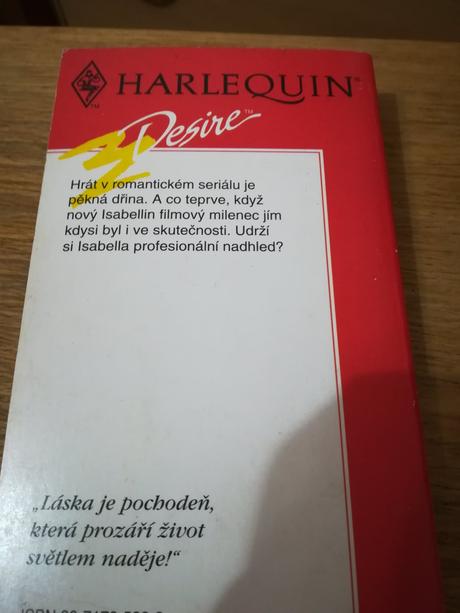 HARLEQUIN®
Desire™
Hrát v romantickém seriálu je
pěkná dřina. A co teprve, když
nový Isabellin filmový milenec jím
kdysi byl i ve skutečnosti. Udrží
si Isabella profesionální nadhled?
„Láska je pochodeň,
která prozáří život
světlem naděje!“